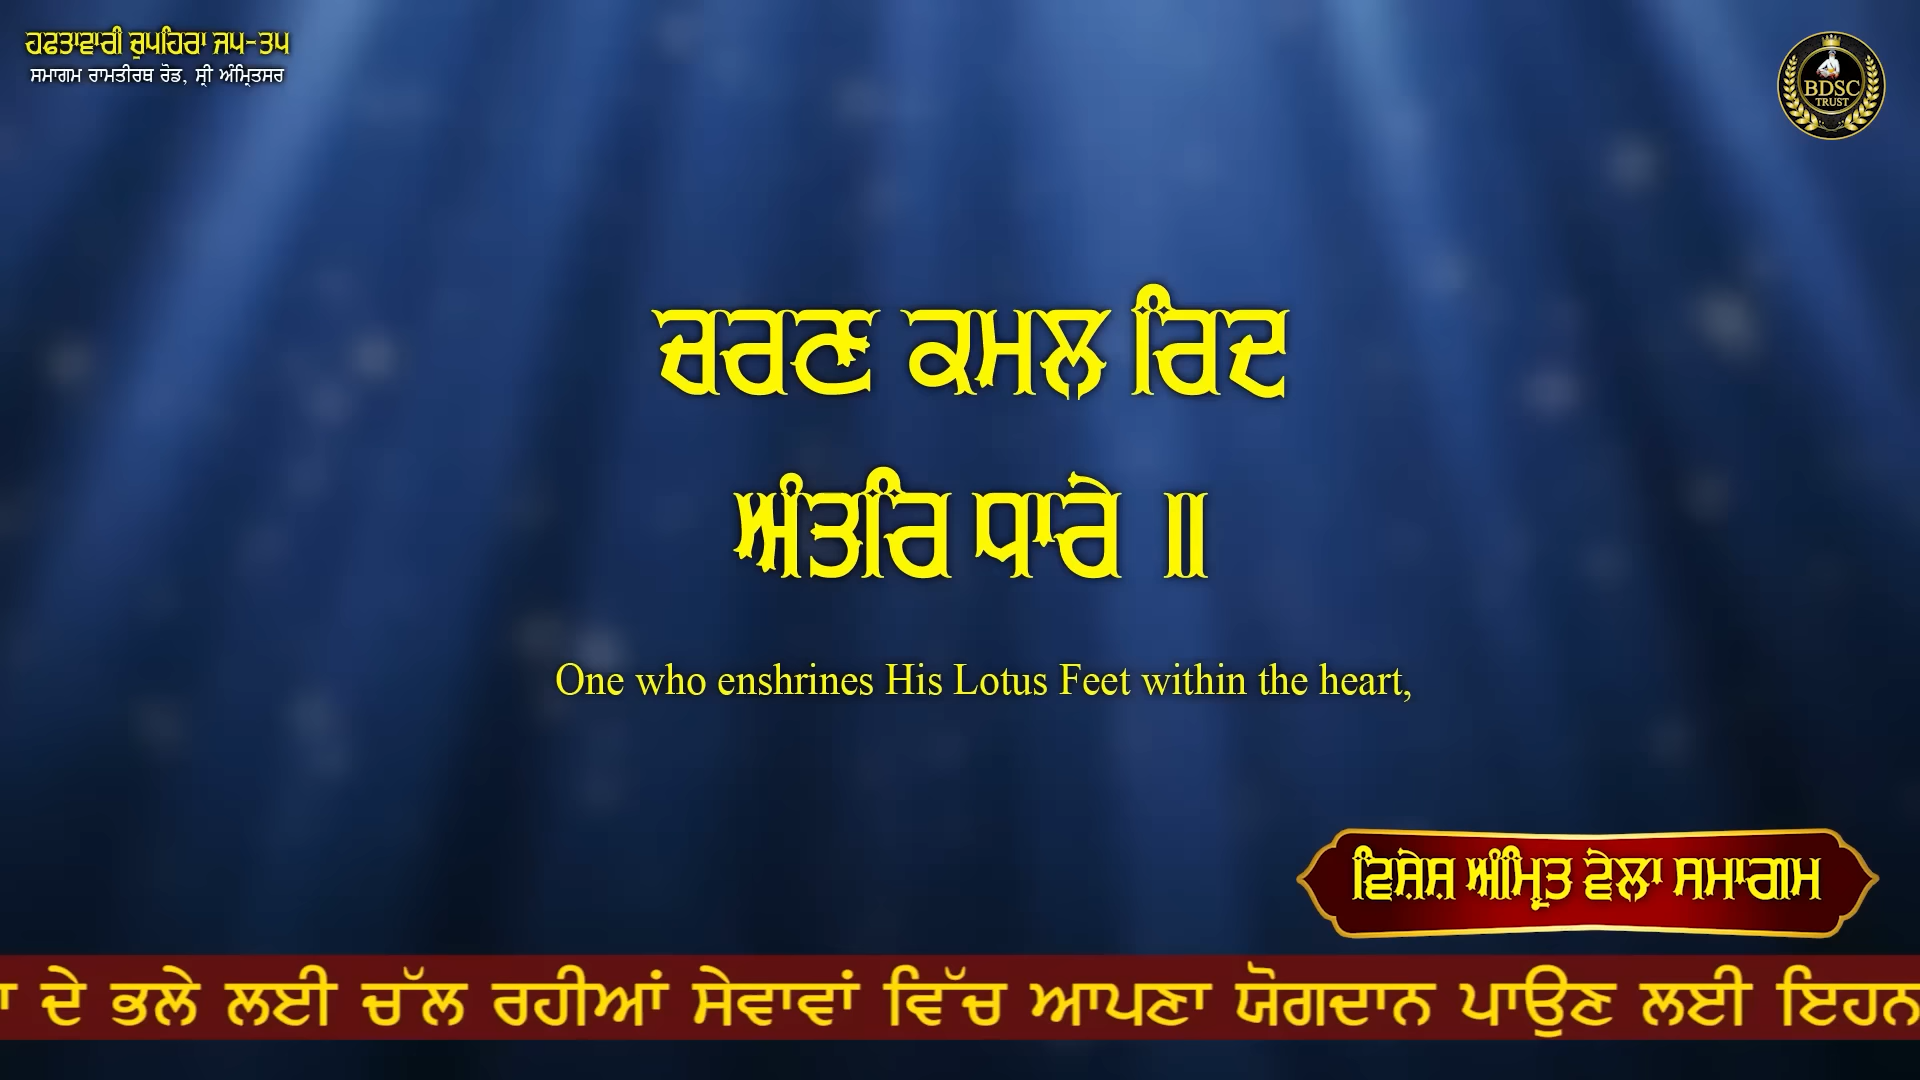 ਹਫਤਾਵਾਰੀ ਚੁਪਹਿਰਾ ਜਪ-ਤਪ
ਸਮਾਗਮ ਰਾਮਤੀਰਥ ਰੋਡ, ਸ੍ਰੀ ਅੰਮ੍ਰਿਤਸਰ
BDSC
TRUST
ਚਰਣ ਕਮਲ ਰਿਦ
ਅੰਤਰਿ ਧਾਰੇ ॥
One who enshrines His Lotus Feet within the heart,
ਵਿਸ਼ੇਸ਼ ਅੰਮ੍ਰਿਤ ਵੇਲਾ ਸਮਾਗਮ
ਦੇ ਭਲੇ ਲਈ ਚੱਲ ਰਹੀਆਂ ਸੇਵਾਵਾਂ ਵਿੱਚ ਆਪਣਾ ਯੋਗਦਾਨ ਪਾਉਣ ਲਈ ਇਹਨ